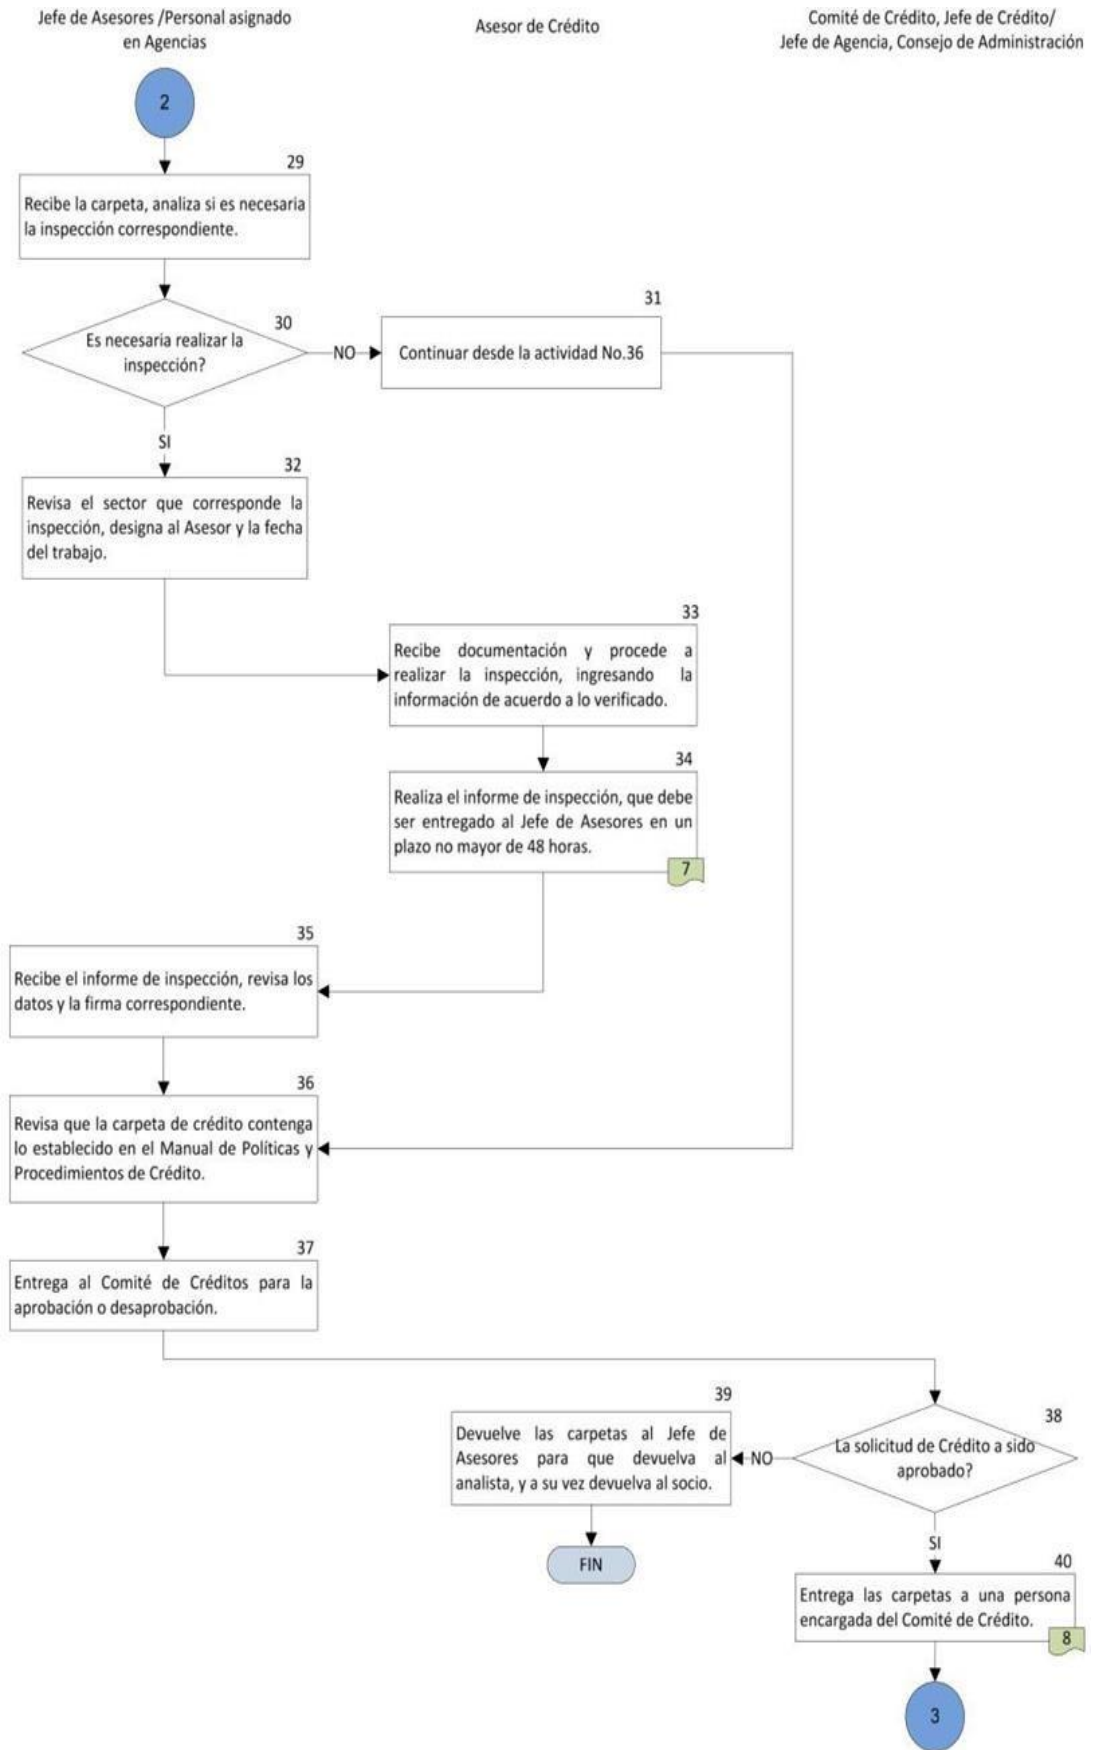 Jefe de Asesores /Personal asignado
en Agencias
Asesor de Crédito
Comité de Crédito, Jefe de Crédito/
Jefe de Agencia, Consejo de Administración
2
29
Recibe la carpeta, analiza si es necesaria
la inspección correspondiente.
30
Es necesaria realizar la
inspección?
NO
31
Continuar desde la actividad No.36
SI
32
Revisa el sector que corresponde la
inspección, designa al Asesor y la fecha
del trabajo.
33
Recibe documentación y procede a
realizar la inspección, ingresando la
información de acuerdo a lo verificado.
34
Realiza el informe de inspección, que debe
ser entregado al Jefe de Asesores en un
plazo no mayor de 48 horas.
7
35
Recibe el informe de inspección, revisa los
datos y la firma correspondiente.
36
Revisa que la carpeta de crédito contenga
lo establecido en el Manual de Políticas y
Procedimientos de Crédito.
37
Entrega al Comité de Créditos para la
aprobación o desaprobación.
38
La solicitud de Crédito a sido
aprobado?
NO
39
Devuelve las carpetas al Jefe de
Asesores para que devuelva al
analista, y a su vez devuelva al socio.
FIN
SI
40
Entrega las carpetas a una persona
encargada del Comité de Crédito.
8
3